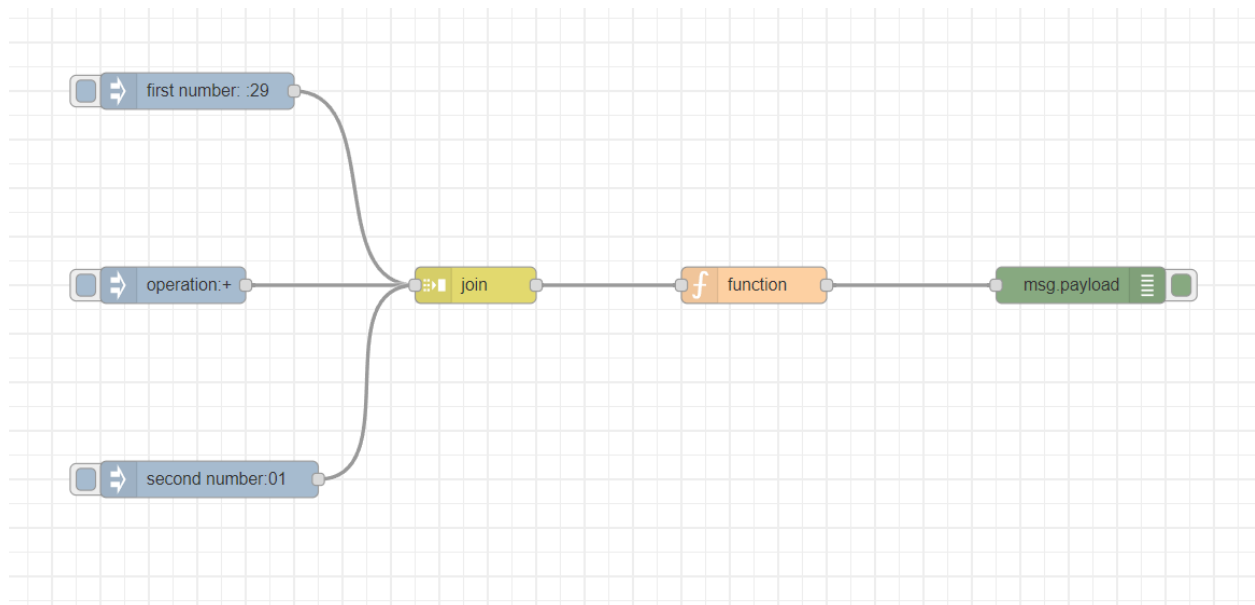 first number: :29
operation:+
join
function
msg.payload
second number:01